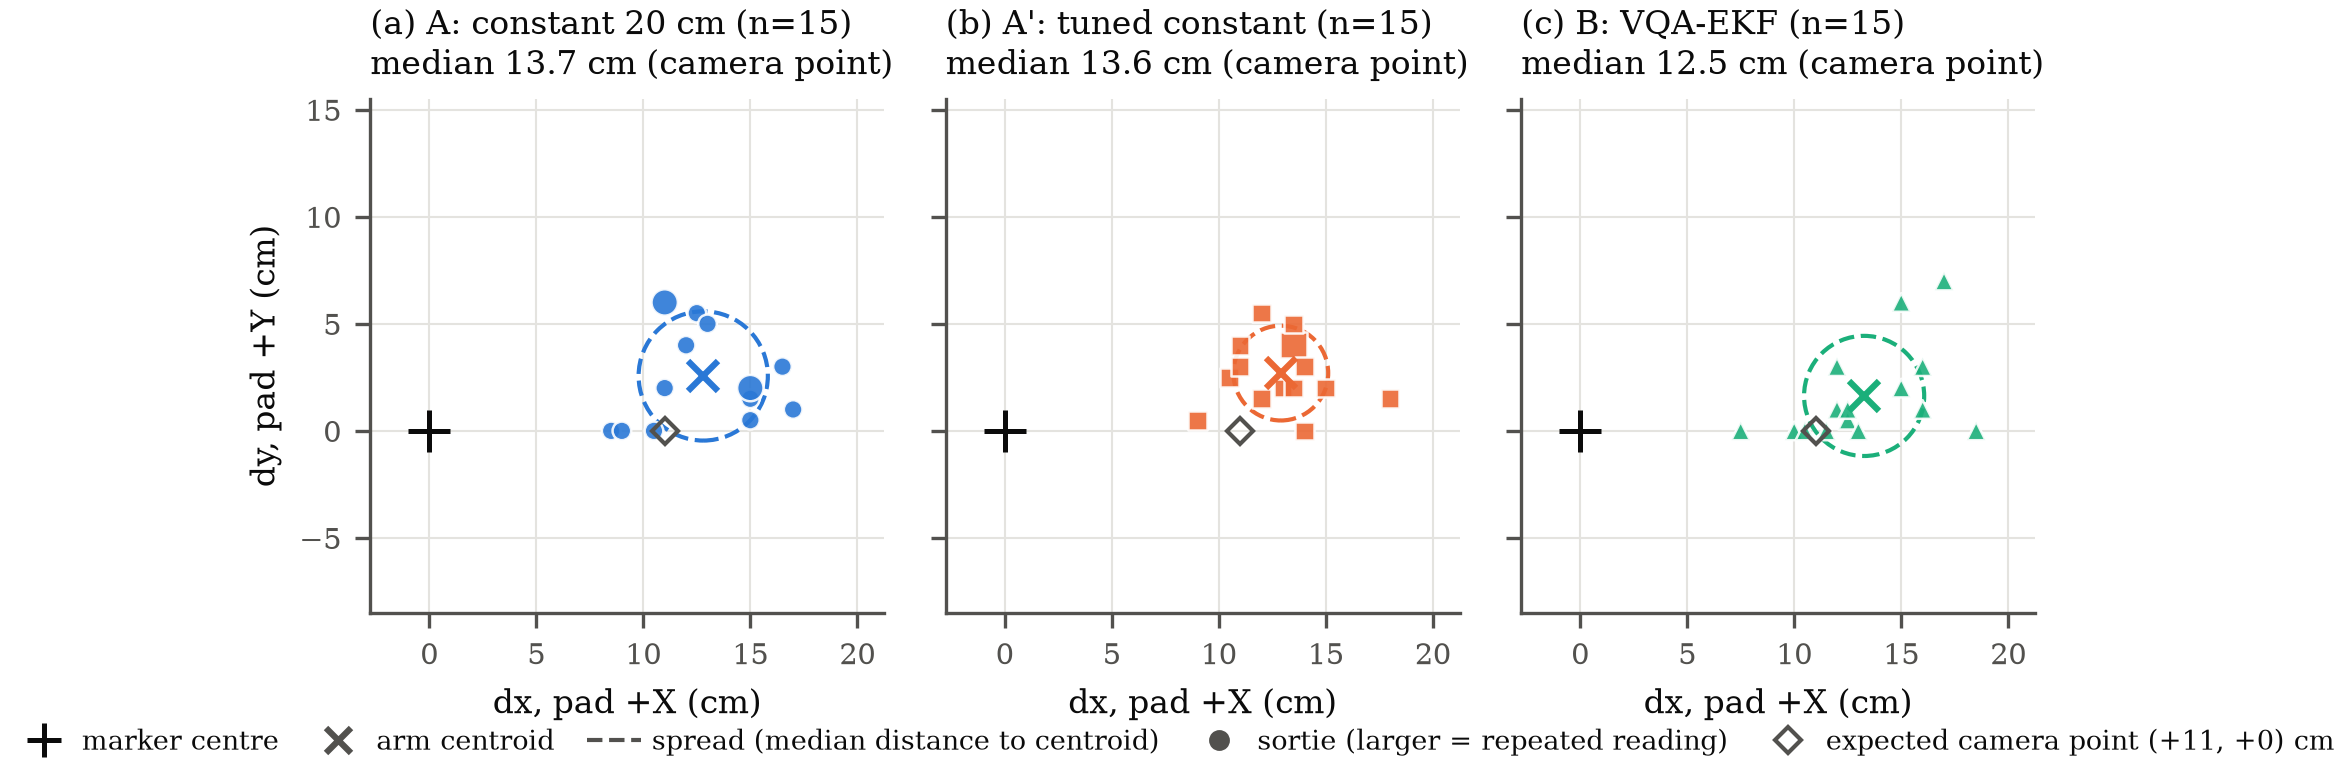 (a) A: constant 20 cm (n=15)
median 13.7 cm (camera point)
(b) A': tuned constant (n=15)
median 13.6 cm (camera point)
(c) B: VQA-EKF (n=15)
median 12.5 cm (camera point)
dy, pad +Y (cm)
15
10
5
0
−5
0 5 10 15 20
0 5 10 15 20
0 5 10 15 20
dx, pad +X (cm)
dx, pad +X (cm)
dx, pad +X (cm)
marker centre
arm centroid
spread (median distance to centroid)
sortie (larger = repeated reading)
expected camera point (+11, +0) cm